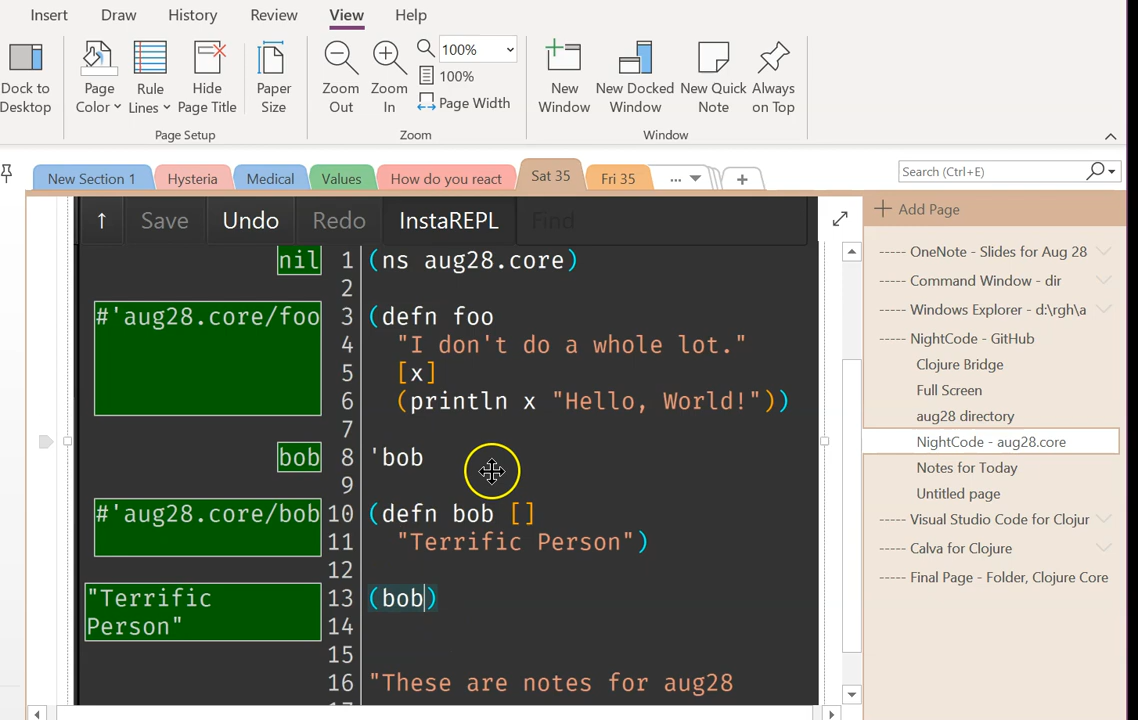 Insert Draw History Review View Help
Dock to Desktop
Page Color
Rule Lines
Hide Page Title
Paper Size
Zoom Out
Zoom In
100%
100%
Page Width
New Window
New Docked Window
New Quick Note
Always on Top
Page Setup Zoom Window
New Section 1 Hysteria Medical Values How do you react Sat 35 Fri 35 ... +
Search (Ctrl+E)
↑ Save Undo Redo InstaREPL Find
nil 1 (ns aug28.core)
2
#'aug28.core/foo 3 (defn foo
4 "I don't do a whole lot."
5 [x]
6 (println x "Hello, World!"))
7
bob 8 'bob
9
#'aug28.core/bob 10 (defn bob []
11 "Terrific Person")
12
"Terrific 13 (bob)
Person" 14
15
16 "These are notes for aug28
+ Add Page
----- OneNote - Slides for Aug 28
----- Command Window - dir
----- Windows Explorer - d:\rgh\a
----- NightCode - GitHub
Clojure Bridge
Full Screen
aug28 directory
NightCode - aug28.core
Notes for Today
Untitled page
----- Visual Studio Code for Clojur
----- Calva for Clojure
----- Final Page - Folder, Clojure Core